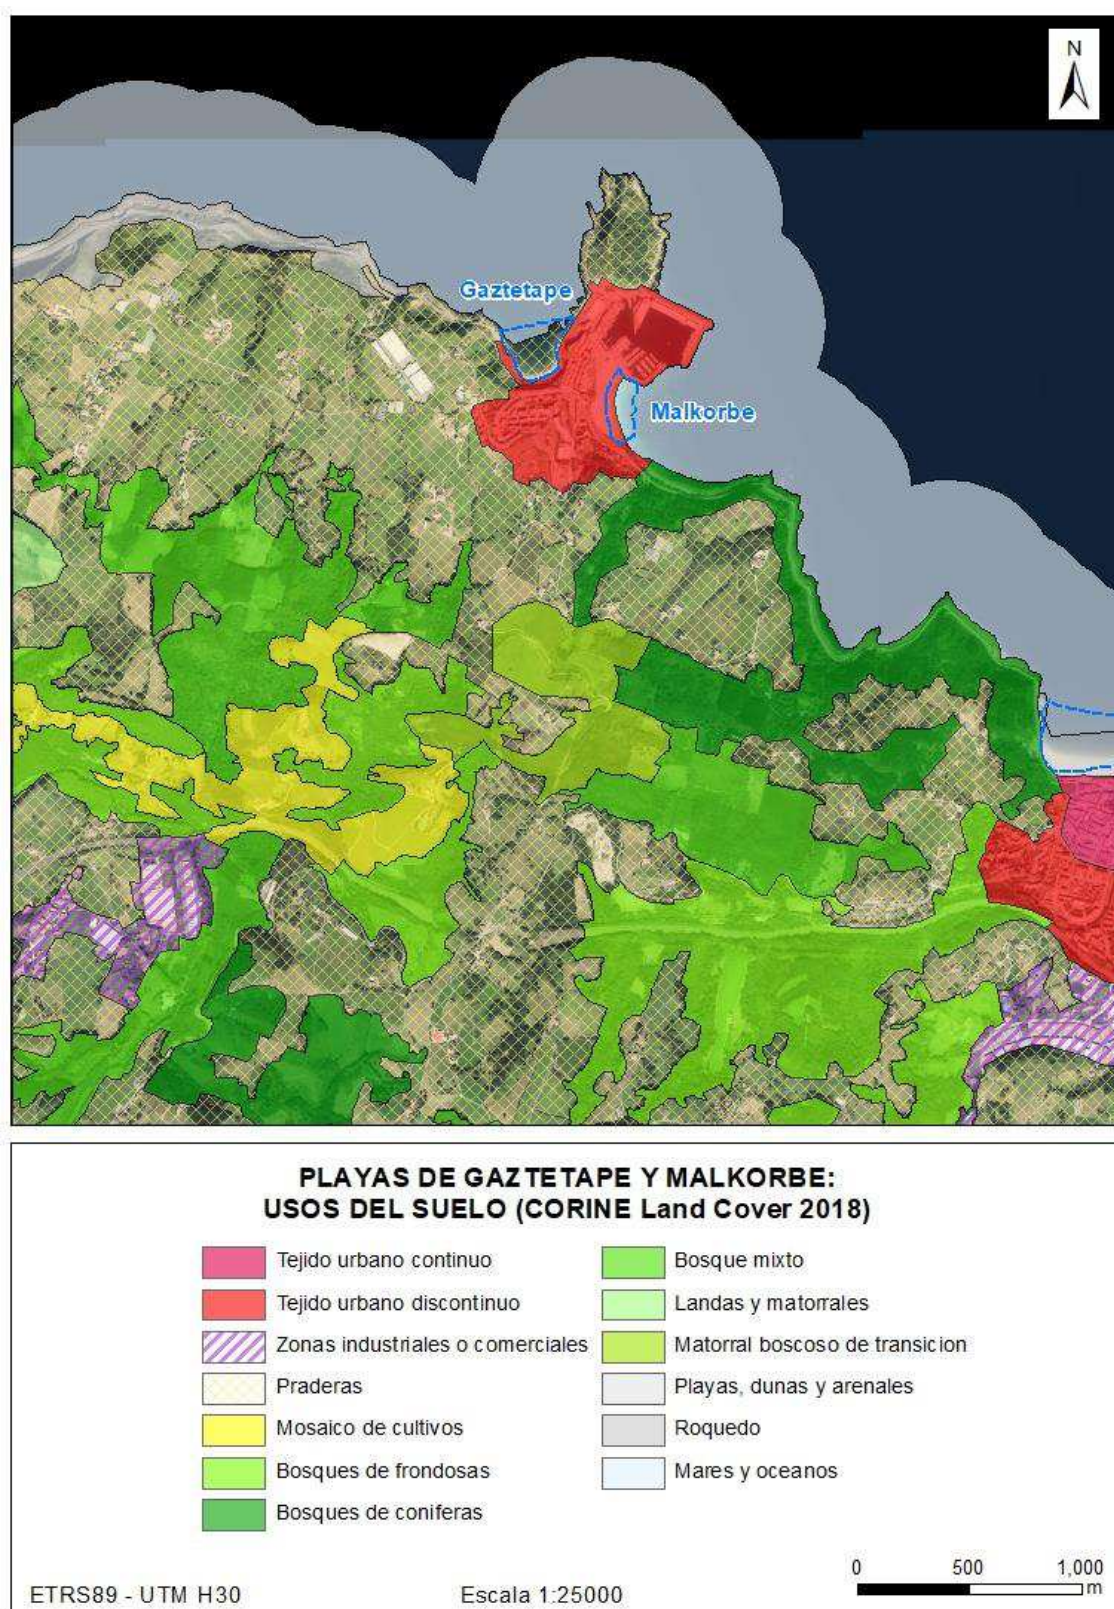 N
Gaztetape
Malkorbe
PLAYAS DE GAZTETAPE Y MALKORBE:
USOS DEL SUELO (CORINE Land Cover 2018)
Tejido urbano continuo
Tejido urbano discontinuo
Zonas industriales o comerciales
Praderas
Mosaico de cultivos
Bosques de frondosas
Bosques de coniferas
Bosque mixto
Landas y matorrales
Matorral boscoso de transicion
Playas, dunas y arenales
Roquedo
Mares y oceanos
ETRS89 - UTM H30
Escala 1:25000
0 500 1,000
m